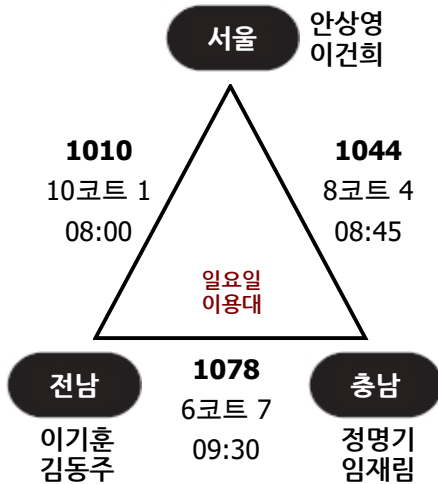 서울
안상영
이건희
1010
10코트 1
08:00
1044
8코트 4
08:45
일요일
이용대
전남
이기훈
김동주
1078
6코트 7
09:30
충남
정명기
임재림